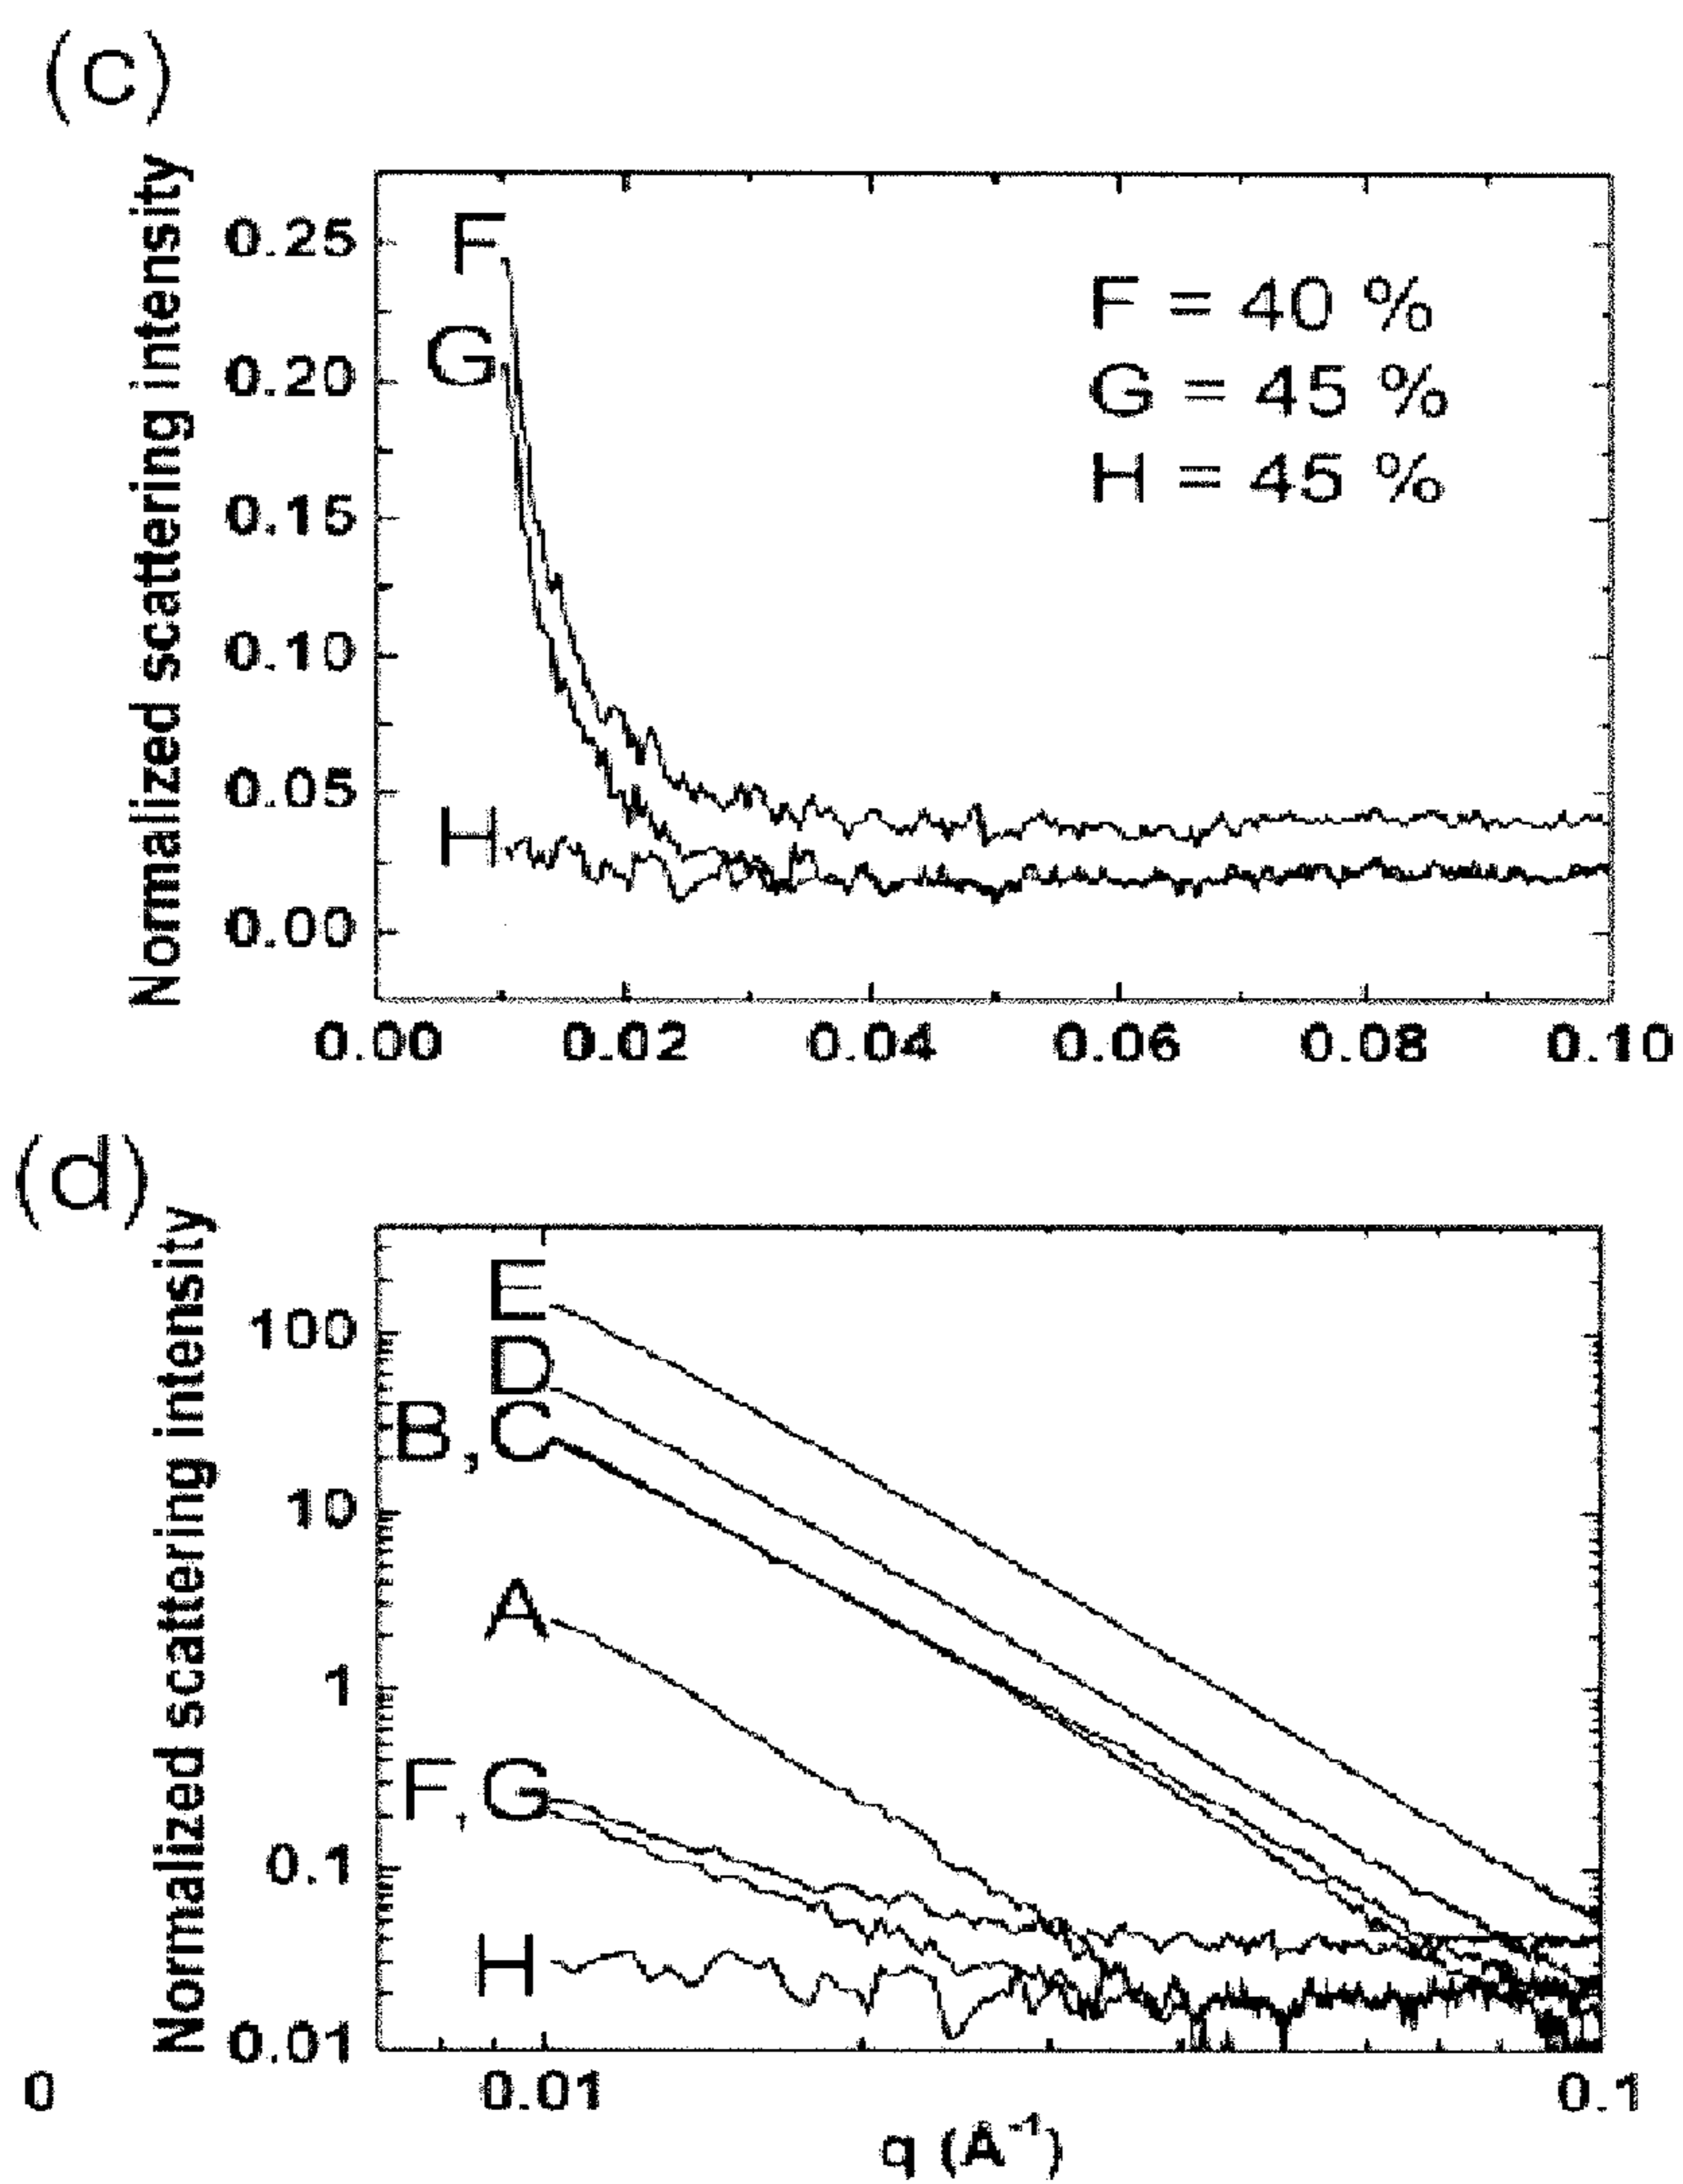 (c)
Normalized scattering intensity
0.25
0.20
0.15
0.10
0.05
0.00
F
G
H
F = 40 %
G = 45 %
H = 45 %
0.00 0.02 0.04 0.06 0.08 0.10
(d)
Normalized scattering intensity
100
10
1
0.1
0.01
E
D
B,C
A
F,G
H
0 0.01 0.1
q (A⁻¹)